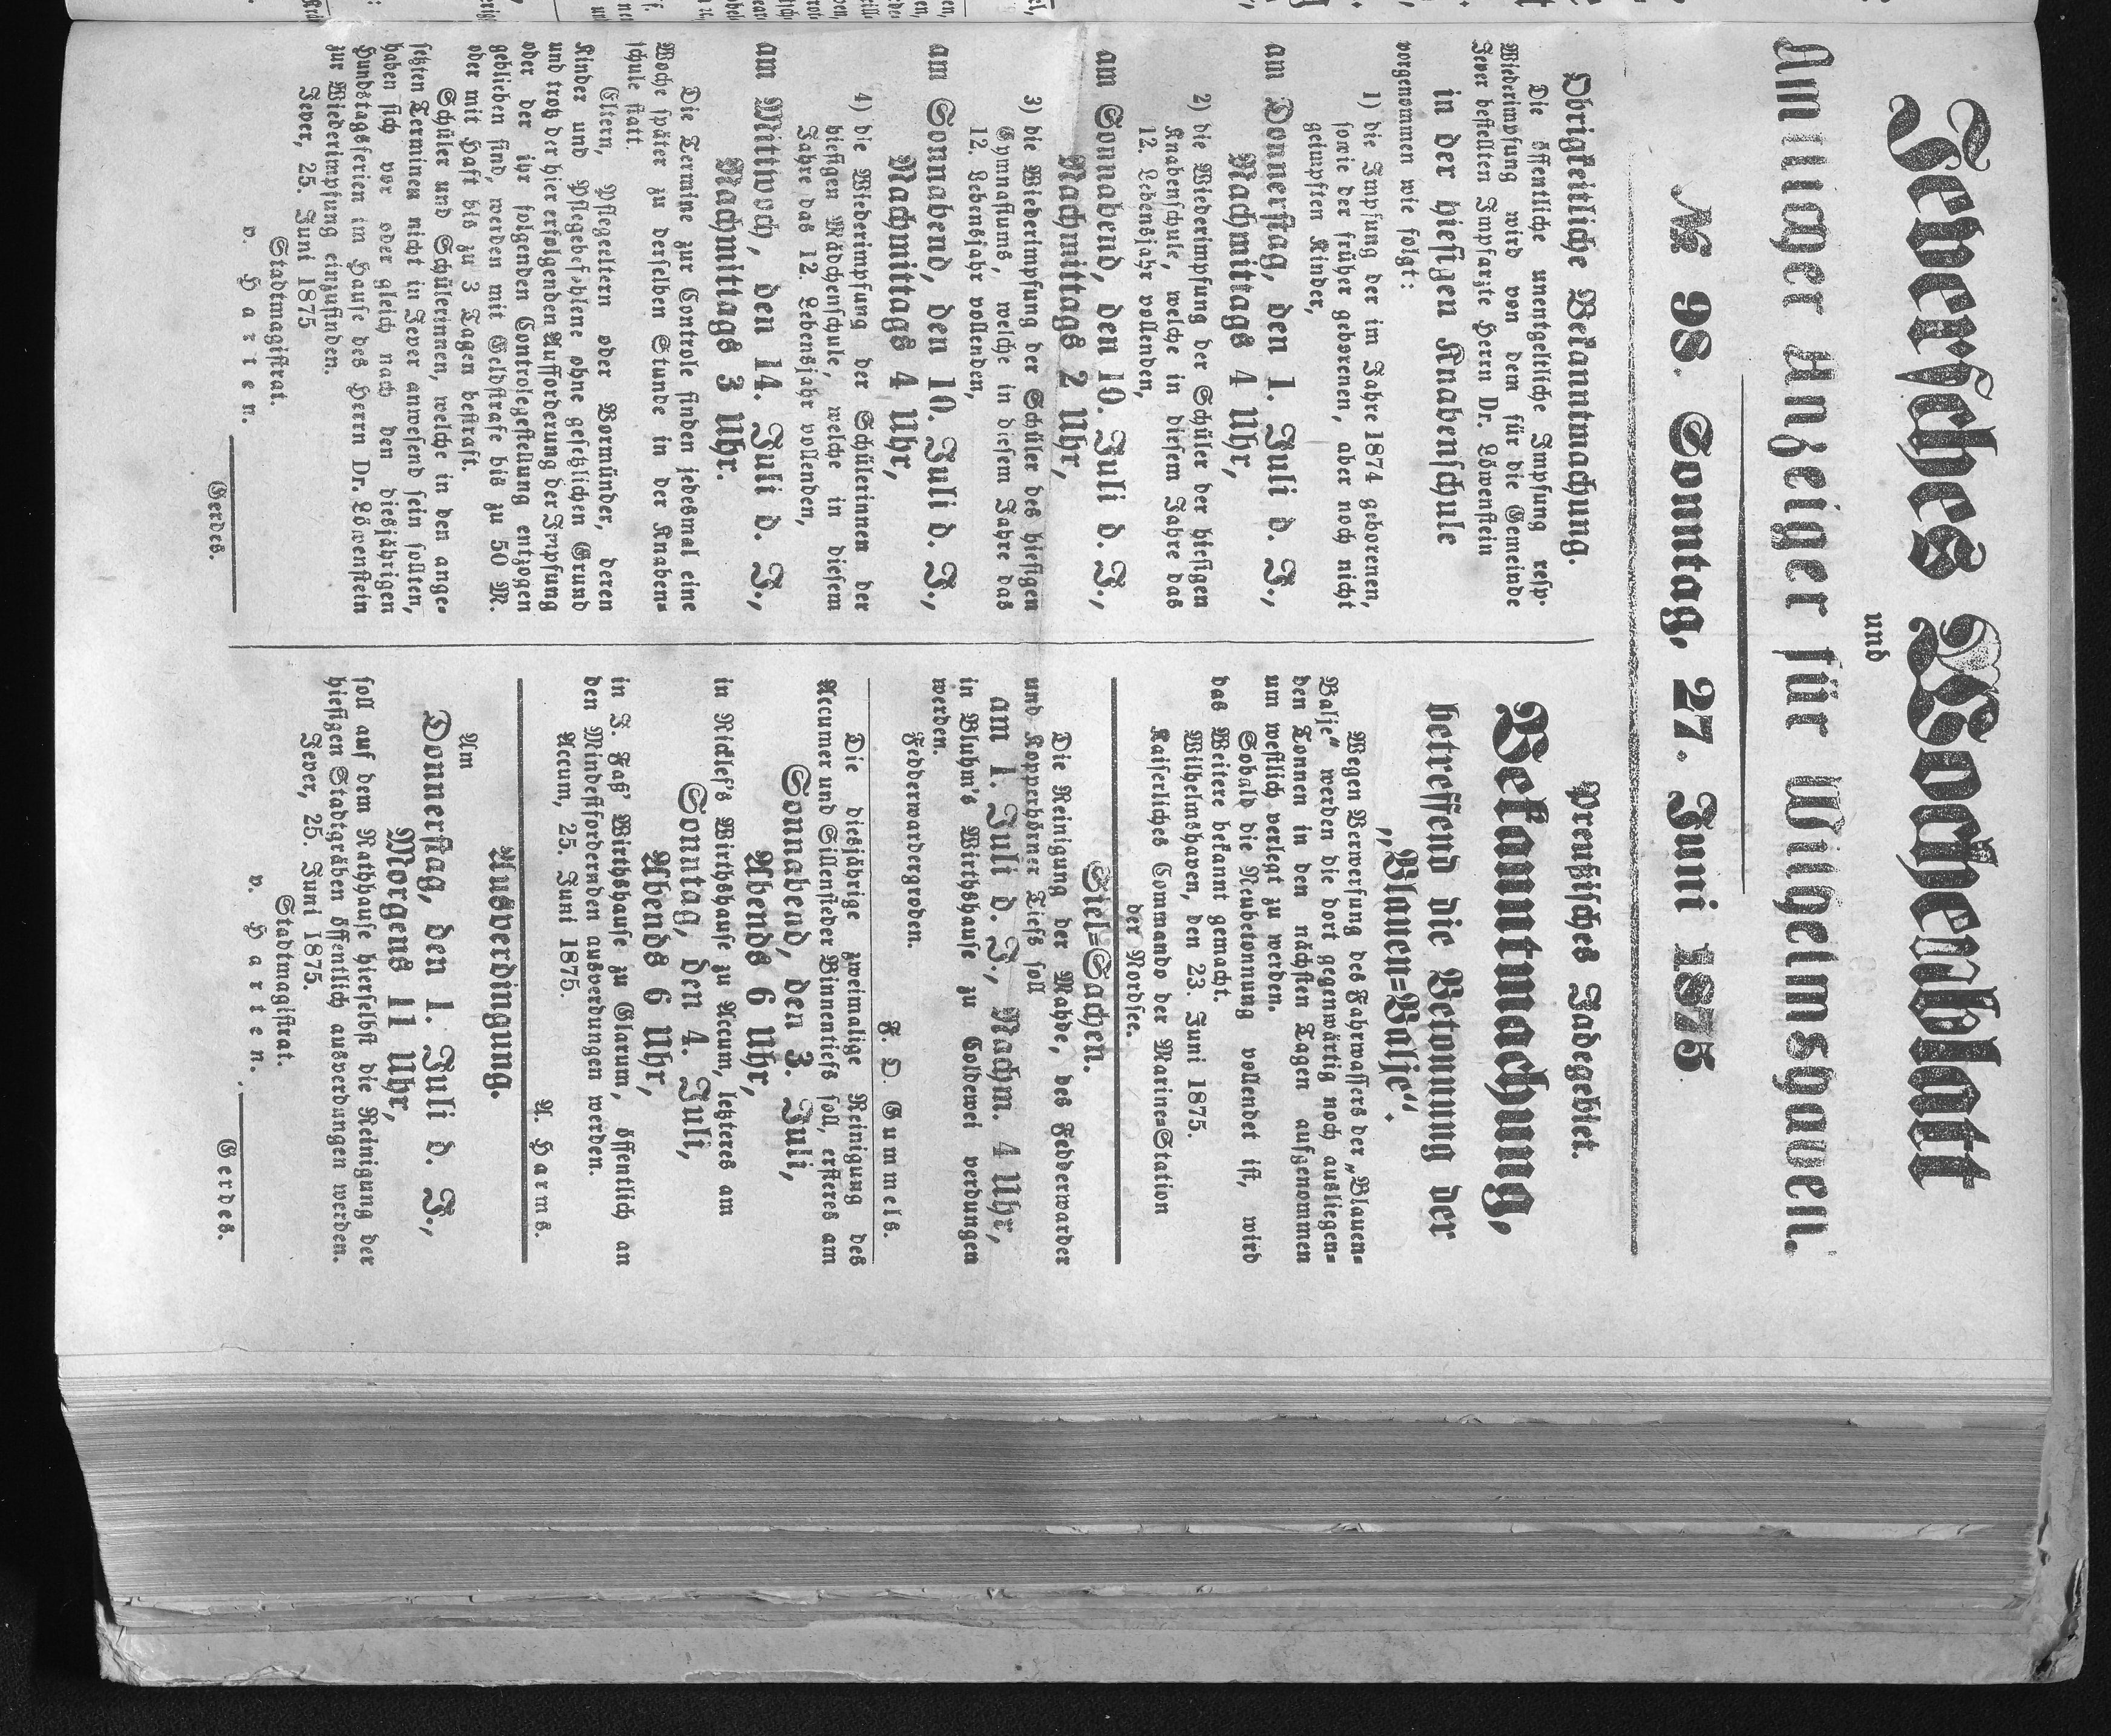 Jeversches Wochenblatt
und
Amtlicher Anzeiger für Wilhelmshaven.
№ 98. Sonntag, 27. Juni 1875.
Obrigkeitliche Bekanntmachung.
Die öffentliche unentgeltliche Impfung resp.
Wiederimpfung wird von dem für die Gemeinde
Jever bestellten Impfarzte Herrn Dr. Löwenstein
in der hiesigen Knabenschule
vorgenommen wie folgt:
1) die Impfung der im Jahre 1874 geborenen,
sowie der früher geborenen, aber noch nicht
geimpften Kinder,
am Donnerstag, den 1. Juli d. J.,
Nachmittags 4 Uhr,
2) die Wiederimpfung der Schüler der hiesigen
Knabenschule, welche in diesem Jahre das
12. Lebensjahr vollenden,
am Sonnabend, den 10. Juli d. J.,
Nachmittags 2 Uhr,
3) die Wiederimpfung der Schüler des hiesigen
Gymnasiums, welche in diesem Jahre das
12. Lebensjahr vollenden,
am Sonnabend, den 10. Juli d. J.,
Nachmittags 4 Uhr,
4) die Wiederimpfung der Schülerinnen der
hiesigen Mädchenschule, welche in diesem
Jahre das 12. Lebensjahr vollenden,
am Mittwoch, den 14. Juli d. J.,
Nachmittags 3 Uhr.
Die Termine zur Controle finden jedesmal eine
Woche später zu derselben Stunde in der Knaben-
schule statt.
Eltern, Pflegeltern oder Vormünder, deren
Kinder und Pflegebefohlene ohne gesetzlichen Grund
und trotz der hier erfolgenden Aufforderung der Impfung
oder der ihr folgenden Controlegestellung entzogen
geblieben sind, werden mit Geldstrafe bis zu 50 M.
oder mit Haft bis zu 3 Tagen bestraft.
Schüler und Schülerinnen, welche in den ange-
setzten Terminen nicht in Jever anwesend sein sollten,
haben sich vor oder gleich nach den diesjährigen
Hundstagsferien im Hause des Herrn Dr. Löwenstein
zur Wiederimpfung einzufinden.
Jever, 25. Juni 1875
Stadtmagistrat.
v. Harten.
Gerdes.
Preußisches Jadegebiet.
Bekanntmachung,
betreffend die Betonnung der
„Blauen-Balje“.
Wegen Verwerfung des Fahrwassers der „Blauen-
Balje“ werden die dort gegenwärtig noch ausliegen-
den Tonnen in den nächsten Tagen aufgenommen
um westlich verlegt zu werden.
Sobald die Neubetonnung vollendet ist, wird
das Weitere bekannt gemacht.
Wilhelmshaven, den 23. Juni 1875.
Kaiserliches Commando der Marine-Station
der Nordsee.
Siel-Sachen.
Die Reinigung der Mahde, des Fedderwarder
und Kopperhörner Tiefs soll
am 1. Juli d. J., Nachm. 4 Uhr,
in Bluhm's Wirthshause zu Coldewei verdungen
werden.
Fedderwardergroden.
F. D. Cummels.
Die diesjährige zweimalige Reinigung des
Accumer und Sillensteder Binnentiefs soll, ersteres am
Sonnabend, den 3. Juli,
Abends 6 Uhr,
in Nicklefs's Wirthshause zu Accum, letzteres am
Sonntag, den 4. Juli,
Abends 6 Uhr,
in J. Faß' Wirthshause zu Glarum, öffentlich an
den Mindestfordernden ausverdungen werden.
Accum, 25. Juni 1875.
A. Harms.
Ausverdingung.
Am
Donnerstag, den 1. Juli d. J.,
Morgens 11 Uhr,
soll auf dem Rathhause hierselbst die Reinigung der
hiesigen Stadtgräben öffentlich ausverdungen werden.
Jever, 25. Juni 1875.
Stadtmagistrat.
v. Harten.
Gerdes.